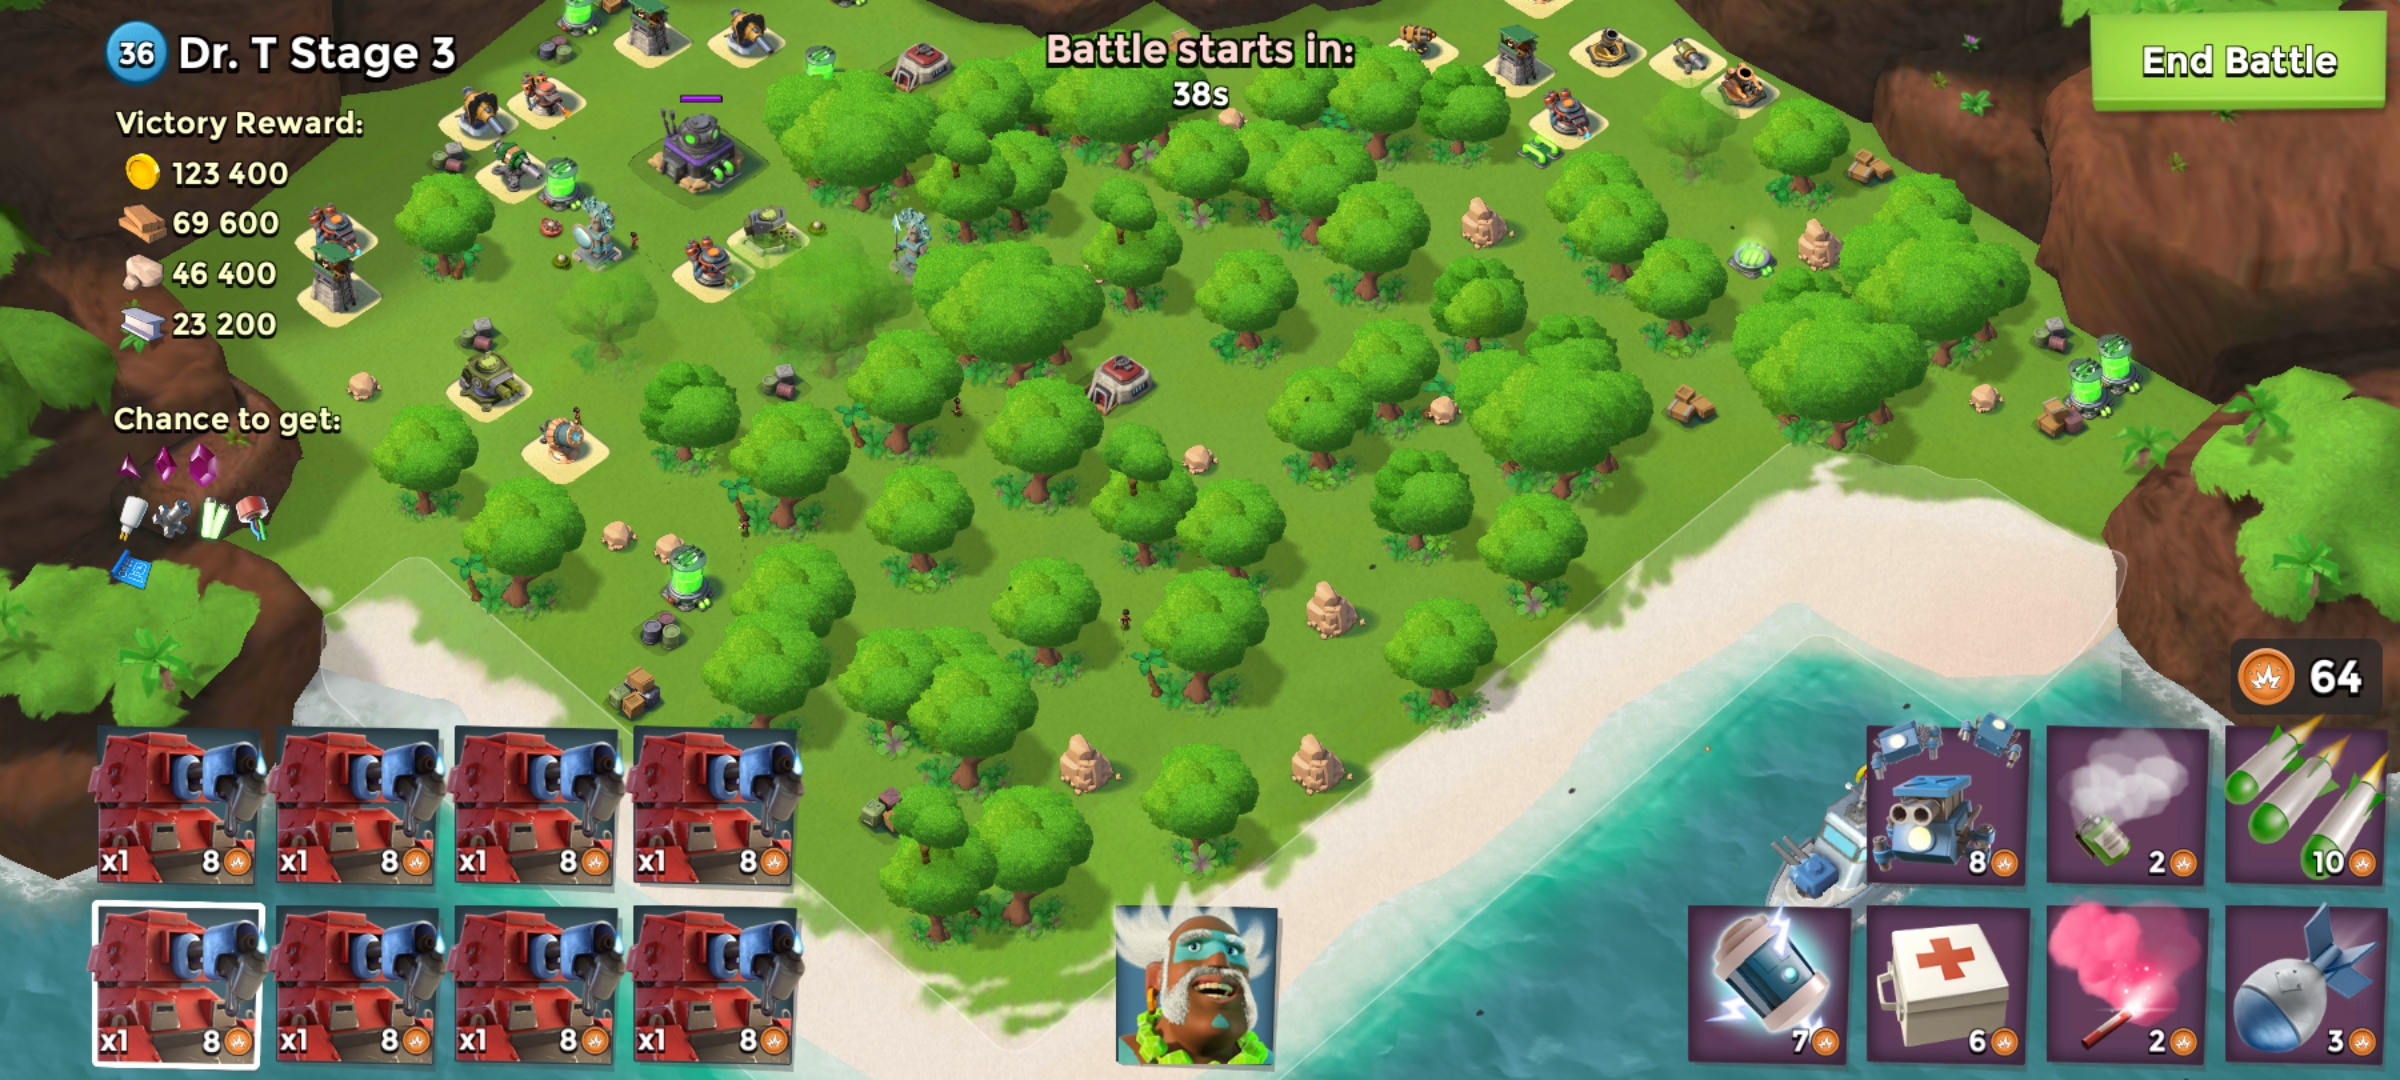 36 Dr. T Stage 3
Battle starts in:
38s
End Battle
Victory Reward:
123 400
69 600
46 400
23 200
Chance to get:
64
x1 8
x1 8
x1 8
x1 8
8
2
10
x1 8
x1 8
x1 8
x1 8
7
6
2
3